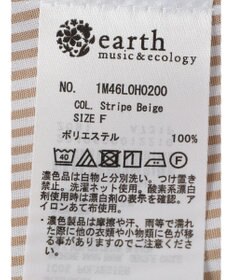 earth
music&ecology
NO. 1M46L0H0200
COL. Stripe Beige
SIZE F
ポリエステル 100%
40
濃色品は白物と分別洗い。つけ置き
禁止。洗濯ネット使用。酸素系漂白
剤使用時は漂白剤の表示を確認。ア
イロンあて布使用。
・濃色製品は摩擦や汗、雨等で濡れ
た際に他の衣類や小物類に色が移
る事がありますのでご注意ください。